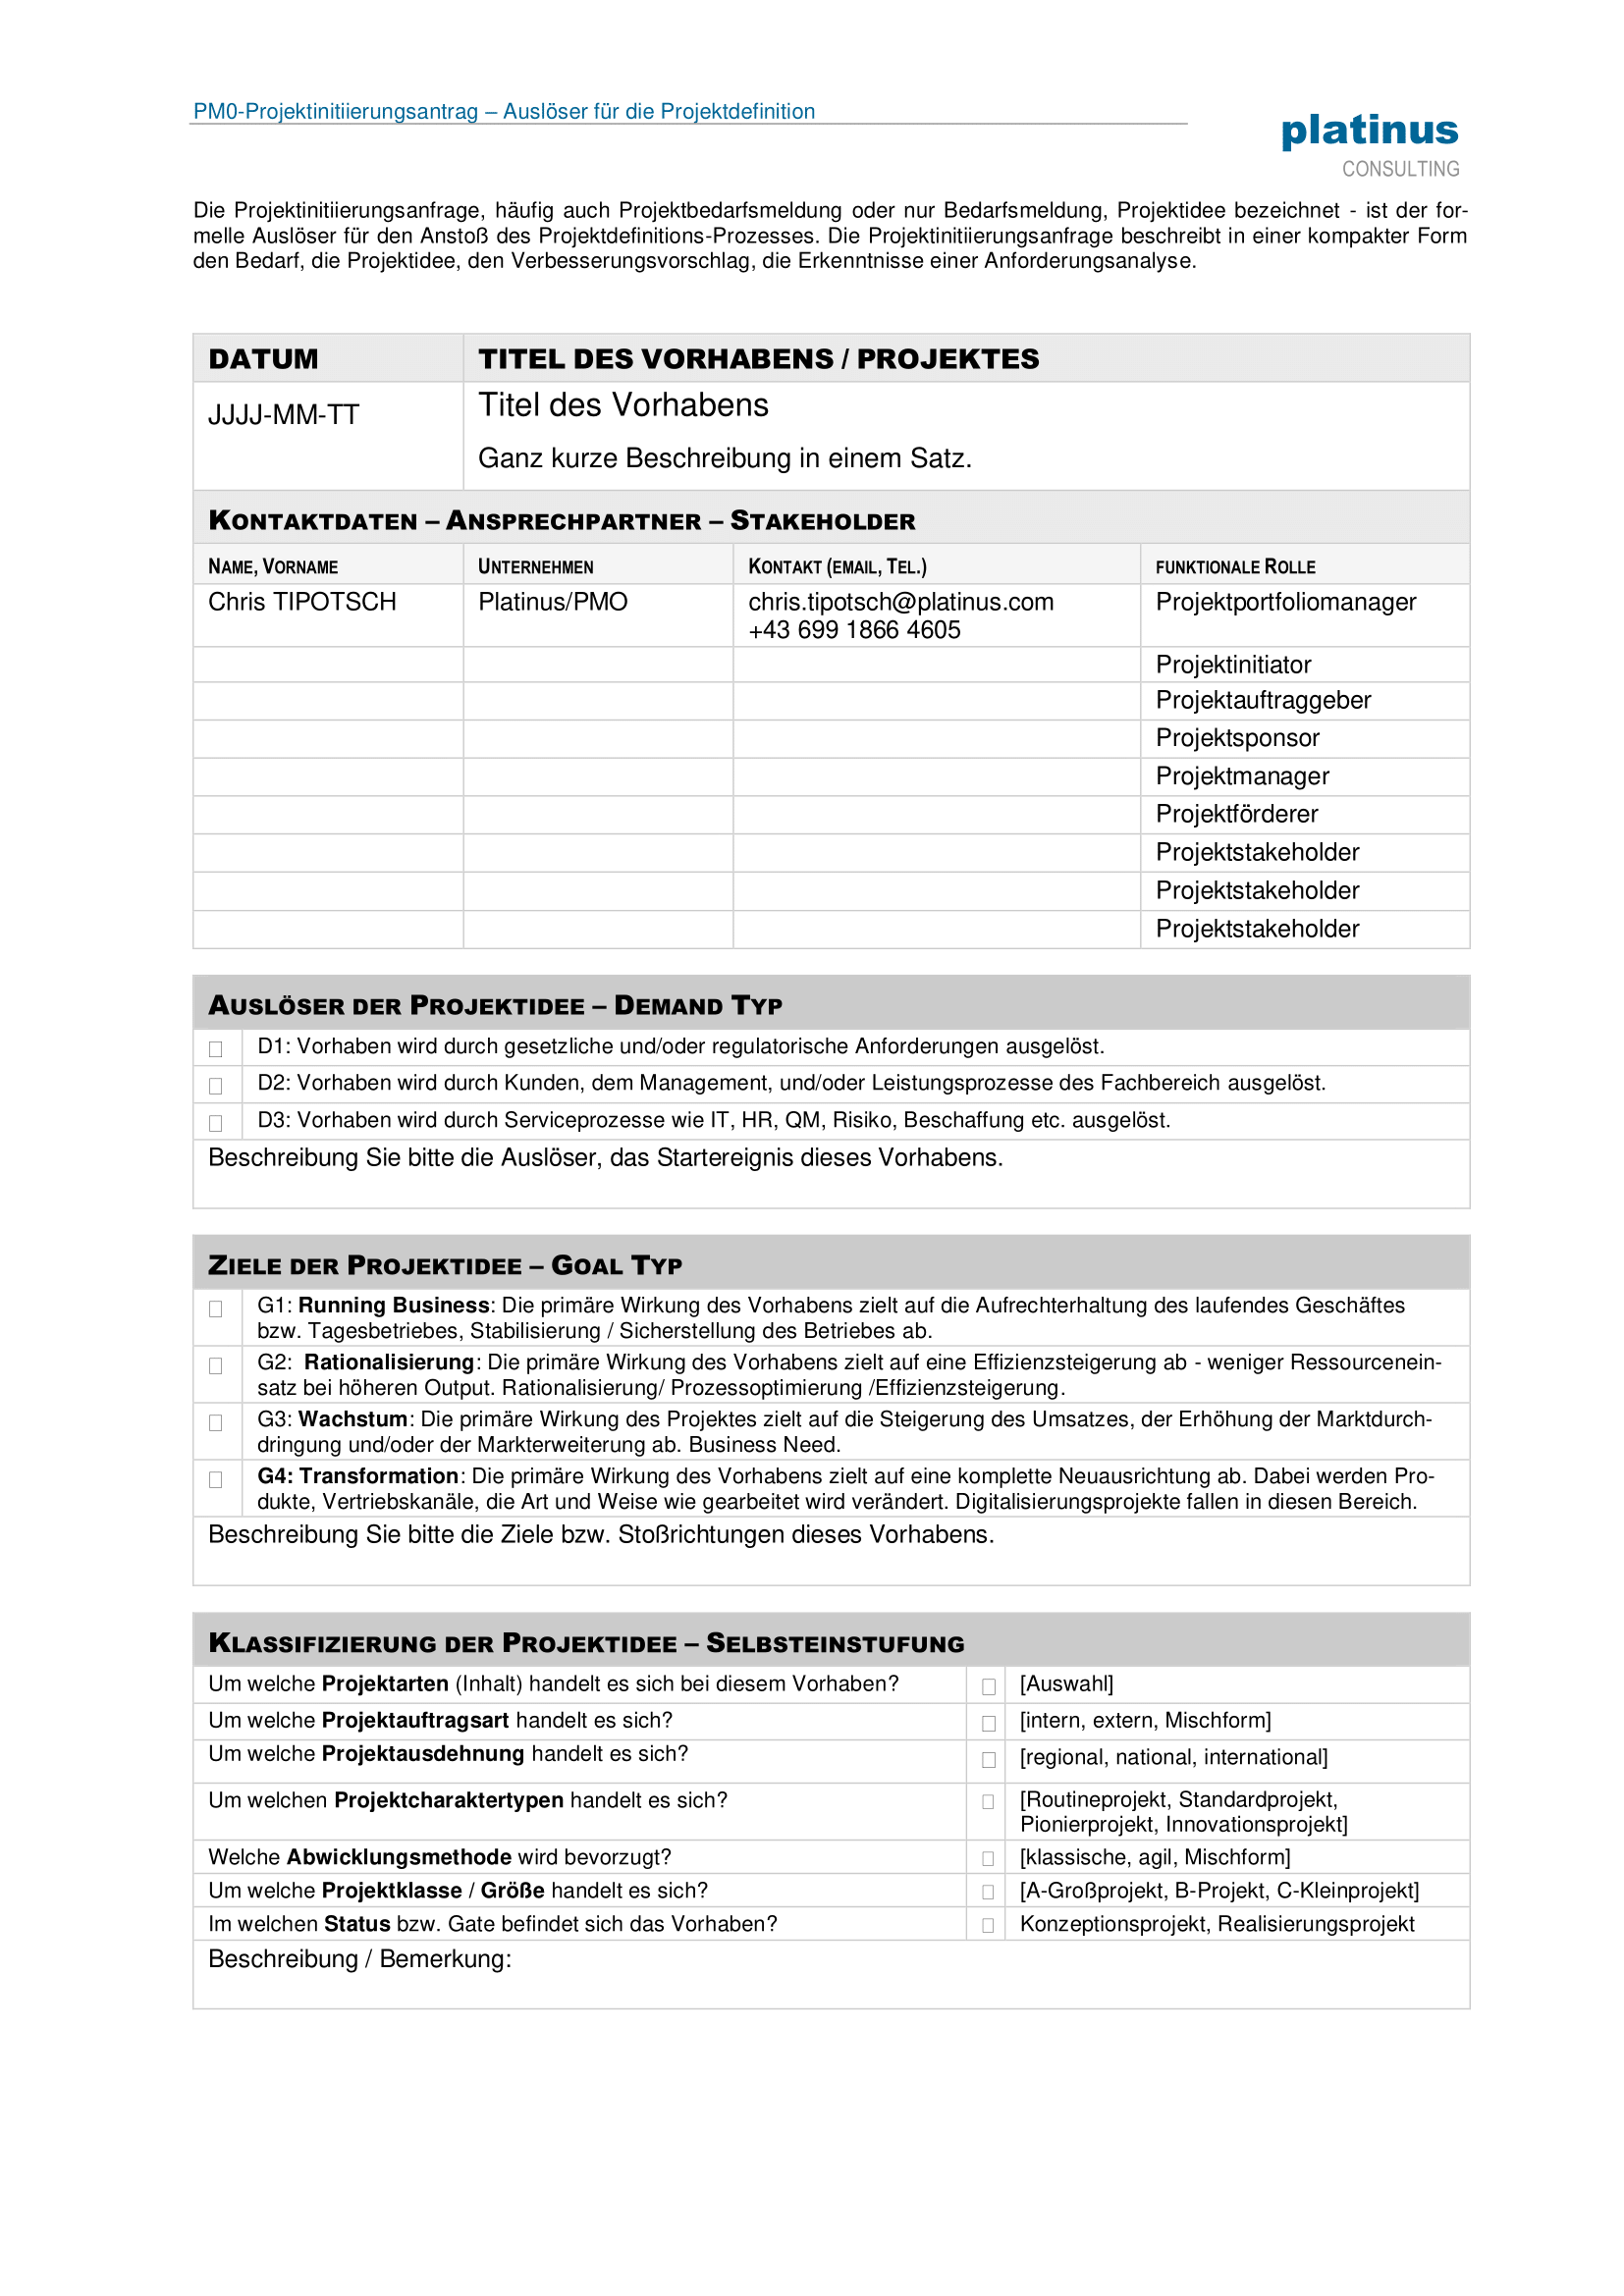 PM0-Projektinitiierungsantrag – Auslöser für die Projektdefinition
platinus
CONSULTING
Die Projektinitiierungsanfrage, häufig auch Projektbedarfsmeldung oder nur Bedarfsmeldung, Projektidee bezeichnet - ist der for-
melle Auslöser für den Anstoß des Projektdefinitions-Prozesses. Die Projektinitiierungsanfrage beschreibt in einer kompakter Form
den Bedarf, die Projektidee, den Verbesserungsvorschlag, die Erkenntnisse einer Anforderungsanalyse.
DATUM TITEL DES VORHABENS / PROJEKTES
JJJJ-MM-TT Titel des Vorhabens
Ganz kurze Beschreibung in einem Satz.
KONTAKTDATEN – ANSPRECHPARTNER – STAKEHOLDER
NAME, VORNAME UNTERNEHMEN KONTAKT (EMAIL, TEL.) FUNKTIONALE ROLLE
Chris TIPOTSCH Platinus/PMO chris.tipotsch@platinus.com Projektportfoliomanager
+43 699 1866 4605
Projektinitiator
Projektauftraggeber
Projektsponsor
Projektmanager
Projektförderer
Projektstakeholder
Projektstakeholder
Projektstakeholder
AUSLÖSER DER PROJEKTIDEE – DEMAND TYP
D1: Vorhaben wird durch gesetzliche und/oder regulatorische Anforderungen ausgelöst.
D2: Vorhaben wird durch Kunden, dem Management, und/oder Leistungsprozesse des Fachbereich ausgelöst.
D3: Vorhaben wird durch Serviceprozesse wie IT, HR, QM, Risiko, Beschaffung etc. ausgelöst.
Beschreibung Sie bitte die Auslöser, das Startereignis dieses Vorhabens.
ZIELE DER PROJEKTIDEE – GOAL TYP
G1: Running Business: Die primäre Wirkung des Vorhabens zielt auf die Aufrechterhaltung des laufendes Geschäftes
bzw. Tagesbetriebes, Stabilisierung / Sicherstellung des Betriebes ab.
G2: Rationalisierung: Die primäre Wirkung des Vorhabens zielt auf eine Effizienzsteigerung ab - weniger Ressourcenein-
satz bei höheren Output. Rationalisierung/ Prozessoptimierung /Effizienzsteigerung.
G3: Wachstum: Die primäre Wirkung des Projektes zielt auf die Steigerung des Umsatzes, der Erhöhung der Marktdurch-
dringung und/oder der Markterweiterung ab. Business Need.
G4: Transformation: Die primäre Wirkung des Vorhabens zielt auf eine komplette Neuausrichtung ab. Dabei werden Pro-
dukte, Vertriebskanäle, die Art und Weise wie gearbeitet wird verändert. Digitalisierungsprojekte fallen in diesen Bereich.
Beschreibung Sie bitte die Ziele bzw. Stoßrichtungen dieses Vorhabens.
KLASSIFIZIERUNG DER PROJEKTIDEE – SELBSTEINSTUFUNG
Um welche Projektarten (Inhalt) handelt es sich bei diesem Vorhaben? [Auswahl]
Um welche Projektauftragsart handelt es sich? [intern, extern, Mischform]
Um welche Projektausdehnung handelt es sich? [regional, national, international]
Um welchen Projektcharaktertypen handelt es sich? [Routineprojekt, Standardprojekt,
Pionierprojekt, Innovationsprojekt]
Welche Abwicklungsmethode wird bevorzugt? [klassische, agil, Mischform]
Um welche Projektklasse / Größe handelt es sich? [A-Großprojekt, B-Projekt, C-Kleinprojekt]
Im welchen Status bzw. Gate befindet sich das Vorhaben? Konzeptionsprojekt, Realisierungsprojekt
Beschreibung / Bemerkung: